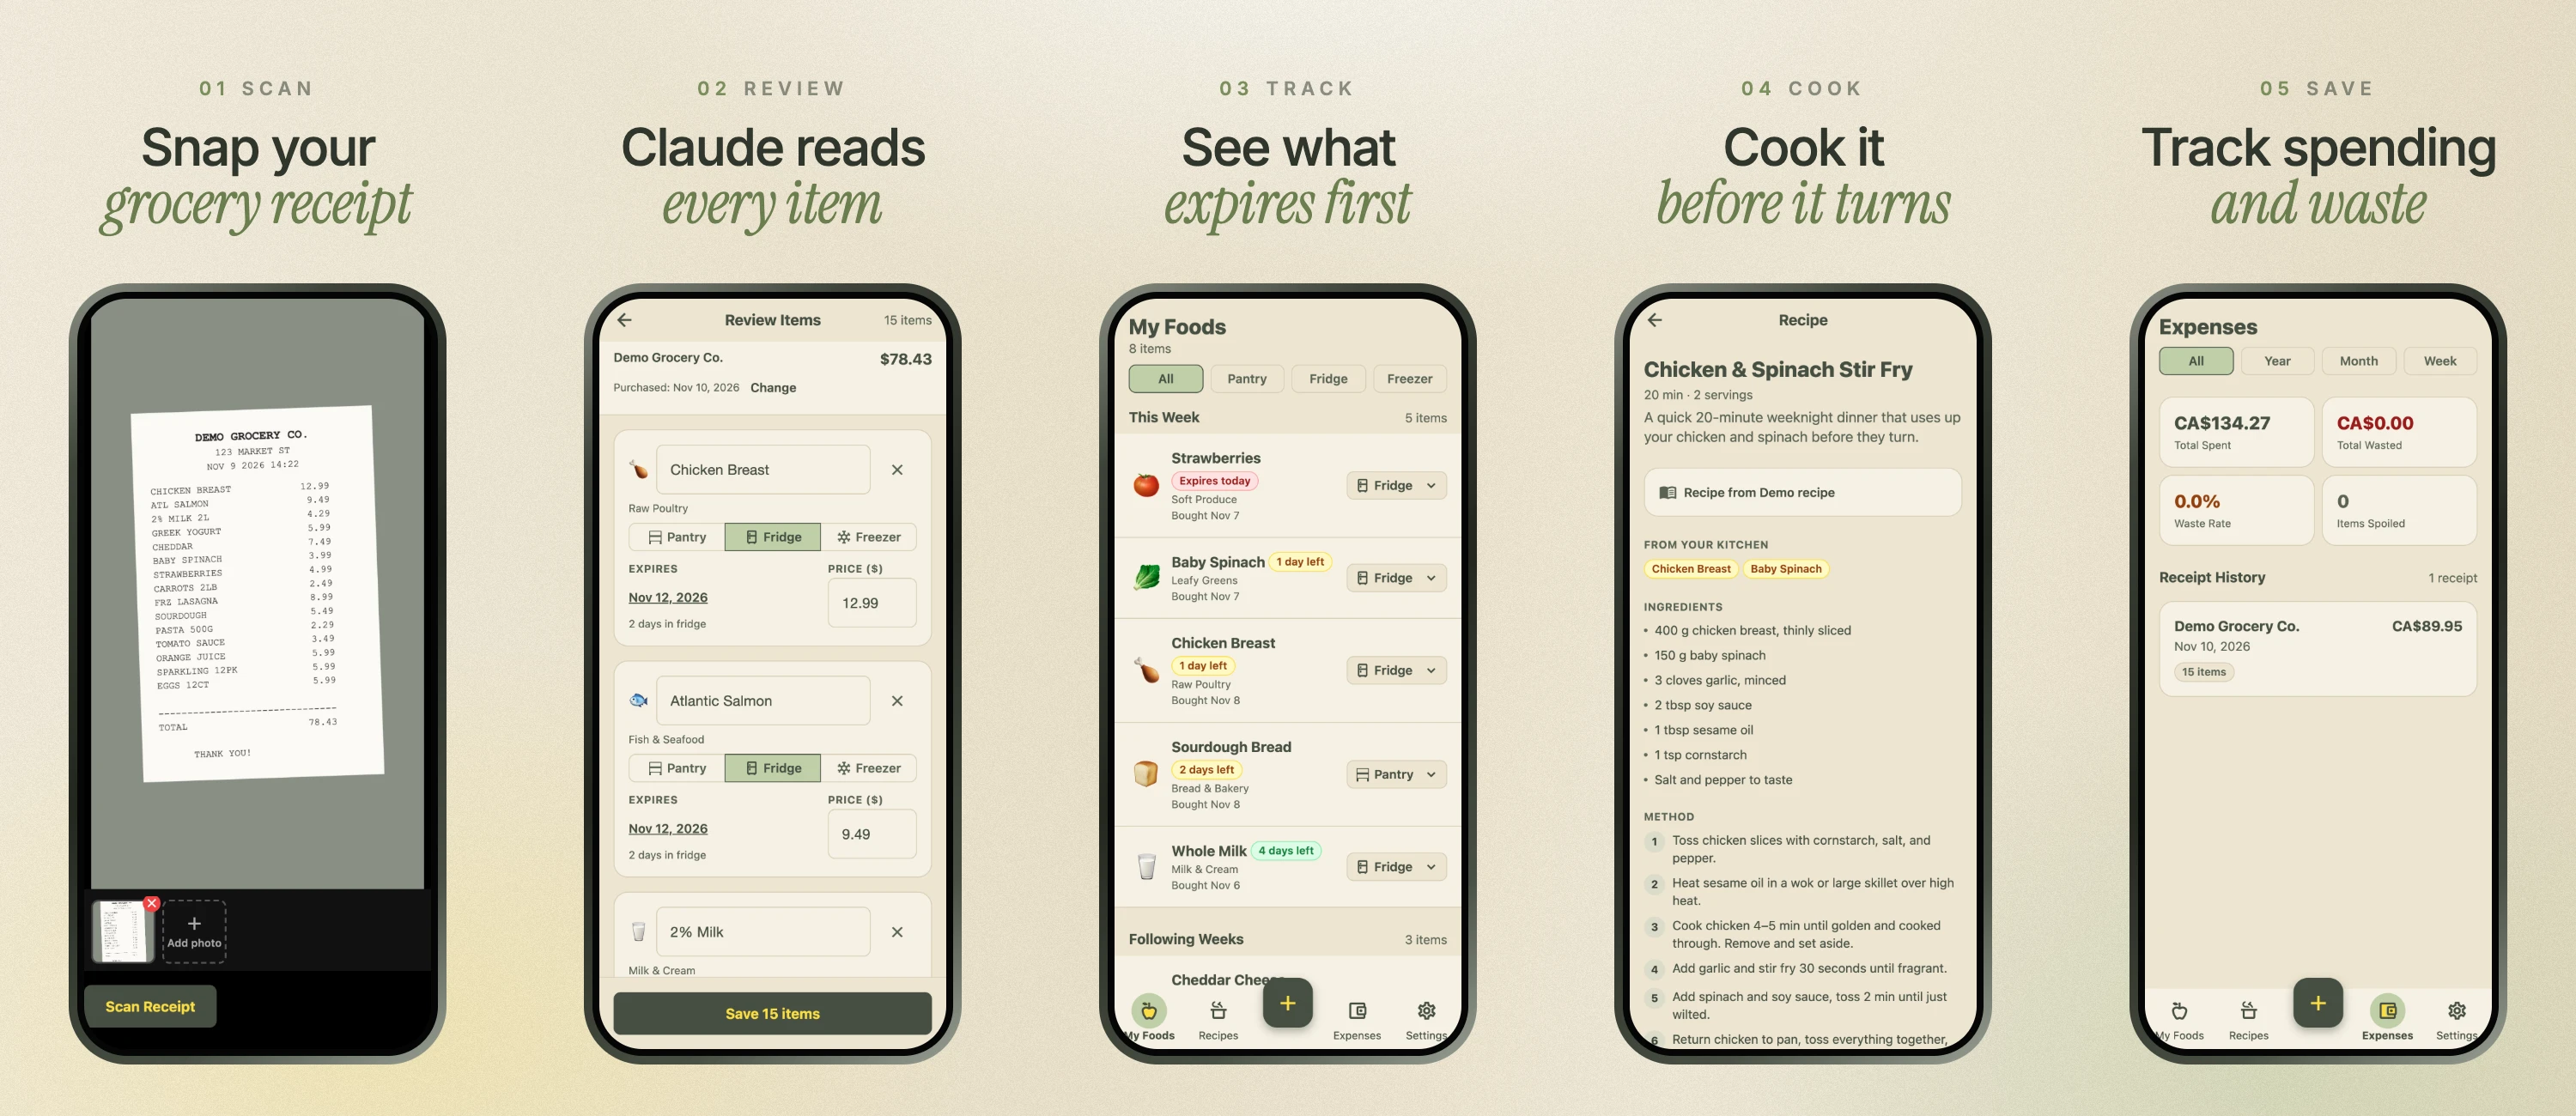 01 SCAN
Snap your
grocery receipt
DEMO GROCERY CO.
123 MARKET ST
NOV 9 2026 14:22
CHICKEN BREAST 12.99
ATL SALMON 9.49
2% MILK 2L 4.29
GREEK YOGURT 5.99
CHEDDAR 7.49
BABY SPINACH 3.99
STRAWBERRIES 4.99
CARROTS 2LB 2.49
FRZ LASAGNA 8.99
SOURDOUGH 5.49
PASTA 500G 2.29
TOMATO SAUCE 3.49
ORANGE JUICE 5.99
SPARKLING 12PK 5.99
EGGS 12CT 5.99
TOTAL 78.43
THANK YOU!
Add photo
Scan Receipt
02 REVIEW
Claude reads
every item
Review Items 15 items
Demo Grocery Co. $78.43
Purchased: Nov 10, 2026 Change
Chicken Breast
Raw Poultry
Pantry Fridge Freezer
EXPIRES PRICE ($)
Nov 12, 2026 12.99
2 days in fridge
Atlantic Salmon
Fish & Seafood
Pantry Fridge Freezer
EXPIRES PRICE ($)
Nov 12, 2026 9.49
2 days in fridge
2% Milk
Milk & Cream
Save 15 items
03 TRACK
See what
expires first
My Foods
8 items
All Pantry Fridge Freezer
This Week 5 items
Strawberries
Expires today
Soft Produce
Bought Nov 7
Fridge
Baby Spinach 1 day left
Leafy Greens
Bought Nov 7
Fridge
Chicken Breast
1 day left
Raw Poultry
Bought Nov 8
Fridge
Sourdough Bread
2 days left
Bread & Bakery
Bought Nov 8
Pantry
Whole Milk 4 days left
Milk & Cream
Bought Nov 6
Fridge
Following Weeks 3 items
Cheddar Cheese
My Foods Recipes Expenses Settings
04 COOK
Cook it
before it turns
Recipe
Chicken & Spinach Stir Fry
20 min · 2 servings
A quick 20-minute weeknight dinner that uses up
your chicken and spinach before they turn.
Recipe from Demo recipe
FROM YOUR KITCHEN
Chicken Breast Baby Spinach
INGREDIENTS
• 400 g chicken breast, thinly sliced
• 150 g baby spinach
• 3 cloves garlic, minced
• 2 tbsp soy sauce
• 1 tbsp sesame oil
• 1 tsp cornstarch
• Salt and pepper to taste
METHOD
1 Toss chicken slices with cornstarch, salt, and
pepper.
2 Heat sesame oil in a wok or large skillet over high
heat.
3 Cook chicken 4–5 min until golden and cooked
through. Remove and set aside.
4 Add garlic and stir fry 30 seconds until fragrant.
5 Add spinach and soy sauce, toss 2 min until just
wilted.
6 Return chicken to pan, toss everything together,
05 SAVE
Track spending
and waste
Expenses
All Year Month Week
CA$134.27
Total Spent
CA$0.00
Total Wasted
0.0%
Waste Rate
0
Items Spoiled
Receipt History 1 receipt
Demo Grocery Co. CA$89.95
Nov 10, 2026
15 items
My Foods Recipes Expenses Settings